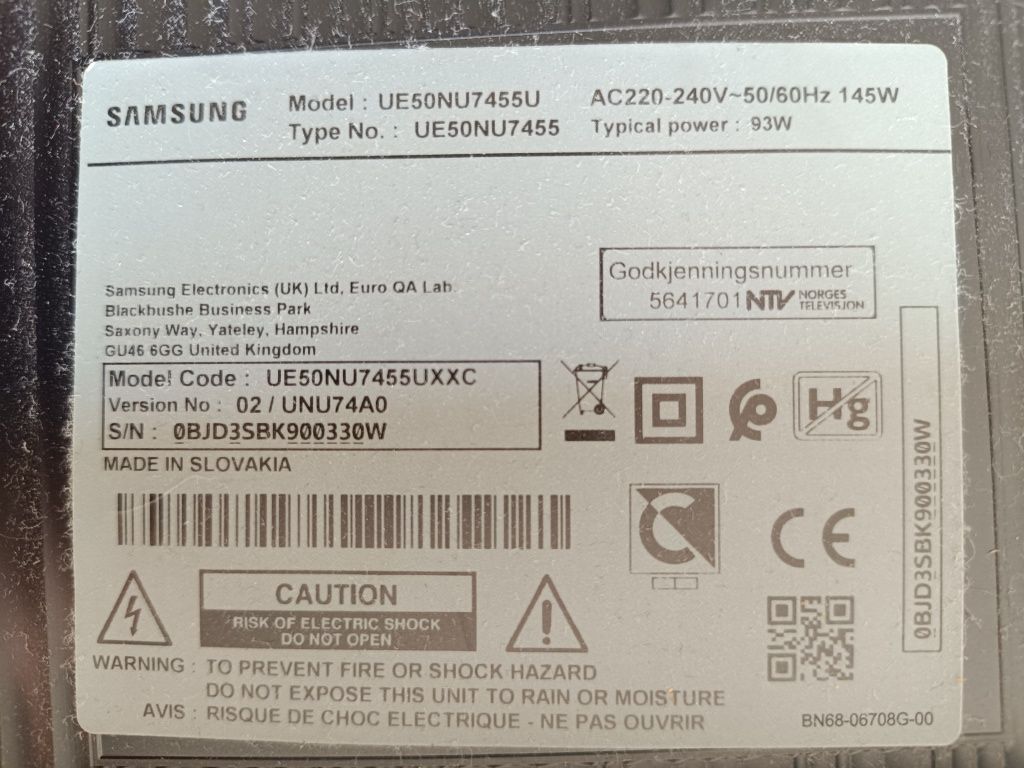 SAMSUNG
Model : UE50NU7455U
Type No. : UE50NU7455
AC220-240V~50/60Hz 145W
Typical power : 93W
Godkjenningsnummer
5641701 NTV NORGES
TELEVISJON
Samsung Electronics (UK) Ltd, Euro QA Lab.
Blackbushe Business Park
Saxony Way, Yateley, Hampshire
GU46 6GG United Kingdom
Model Code : UE50NU7455UXXC
Version No : 02 / UNU74A0
S/N : 0BJD3SBK900330W
MADE IN SLOVAKIA
Hg
CE
0BJD3SBK900330W
CAUTION
RISK OF ELECTRIC SHOCK
DO NOT OPEN
WARNING : TO PREVENT FIRE OR SHOCK HAZARD
DO NOT EXPOSE THIS UNIT TO RAIN OR MOISTURE
AVIS : RISQUE DE CHOC ELECTRIQUE - NE PAS OUVRIR
BN68-06708G-00